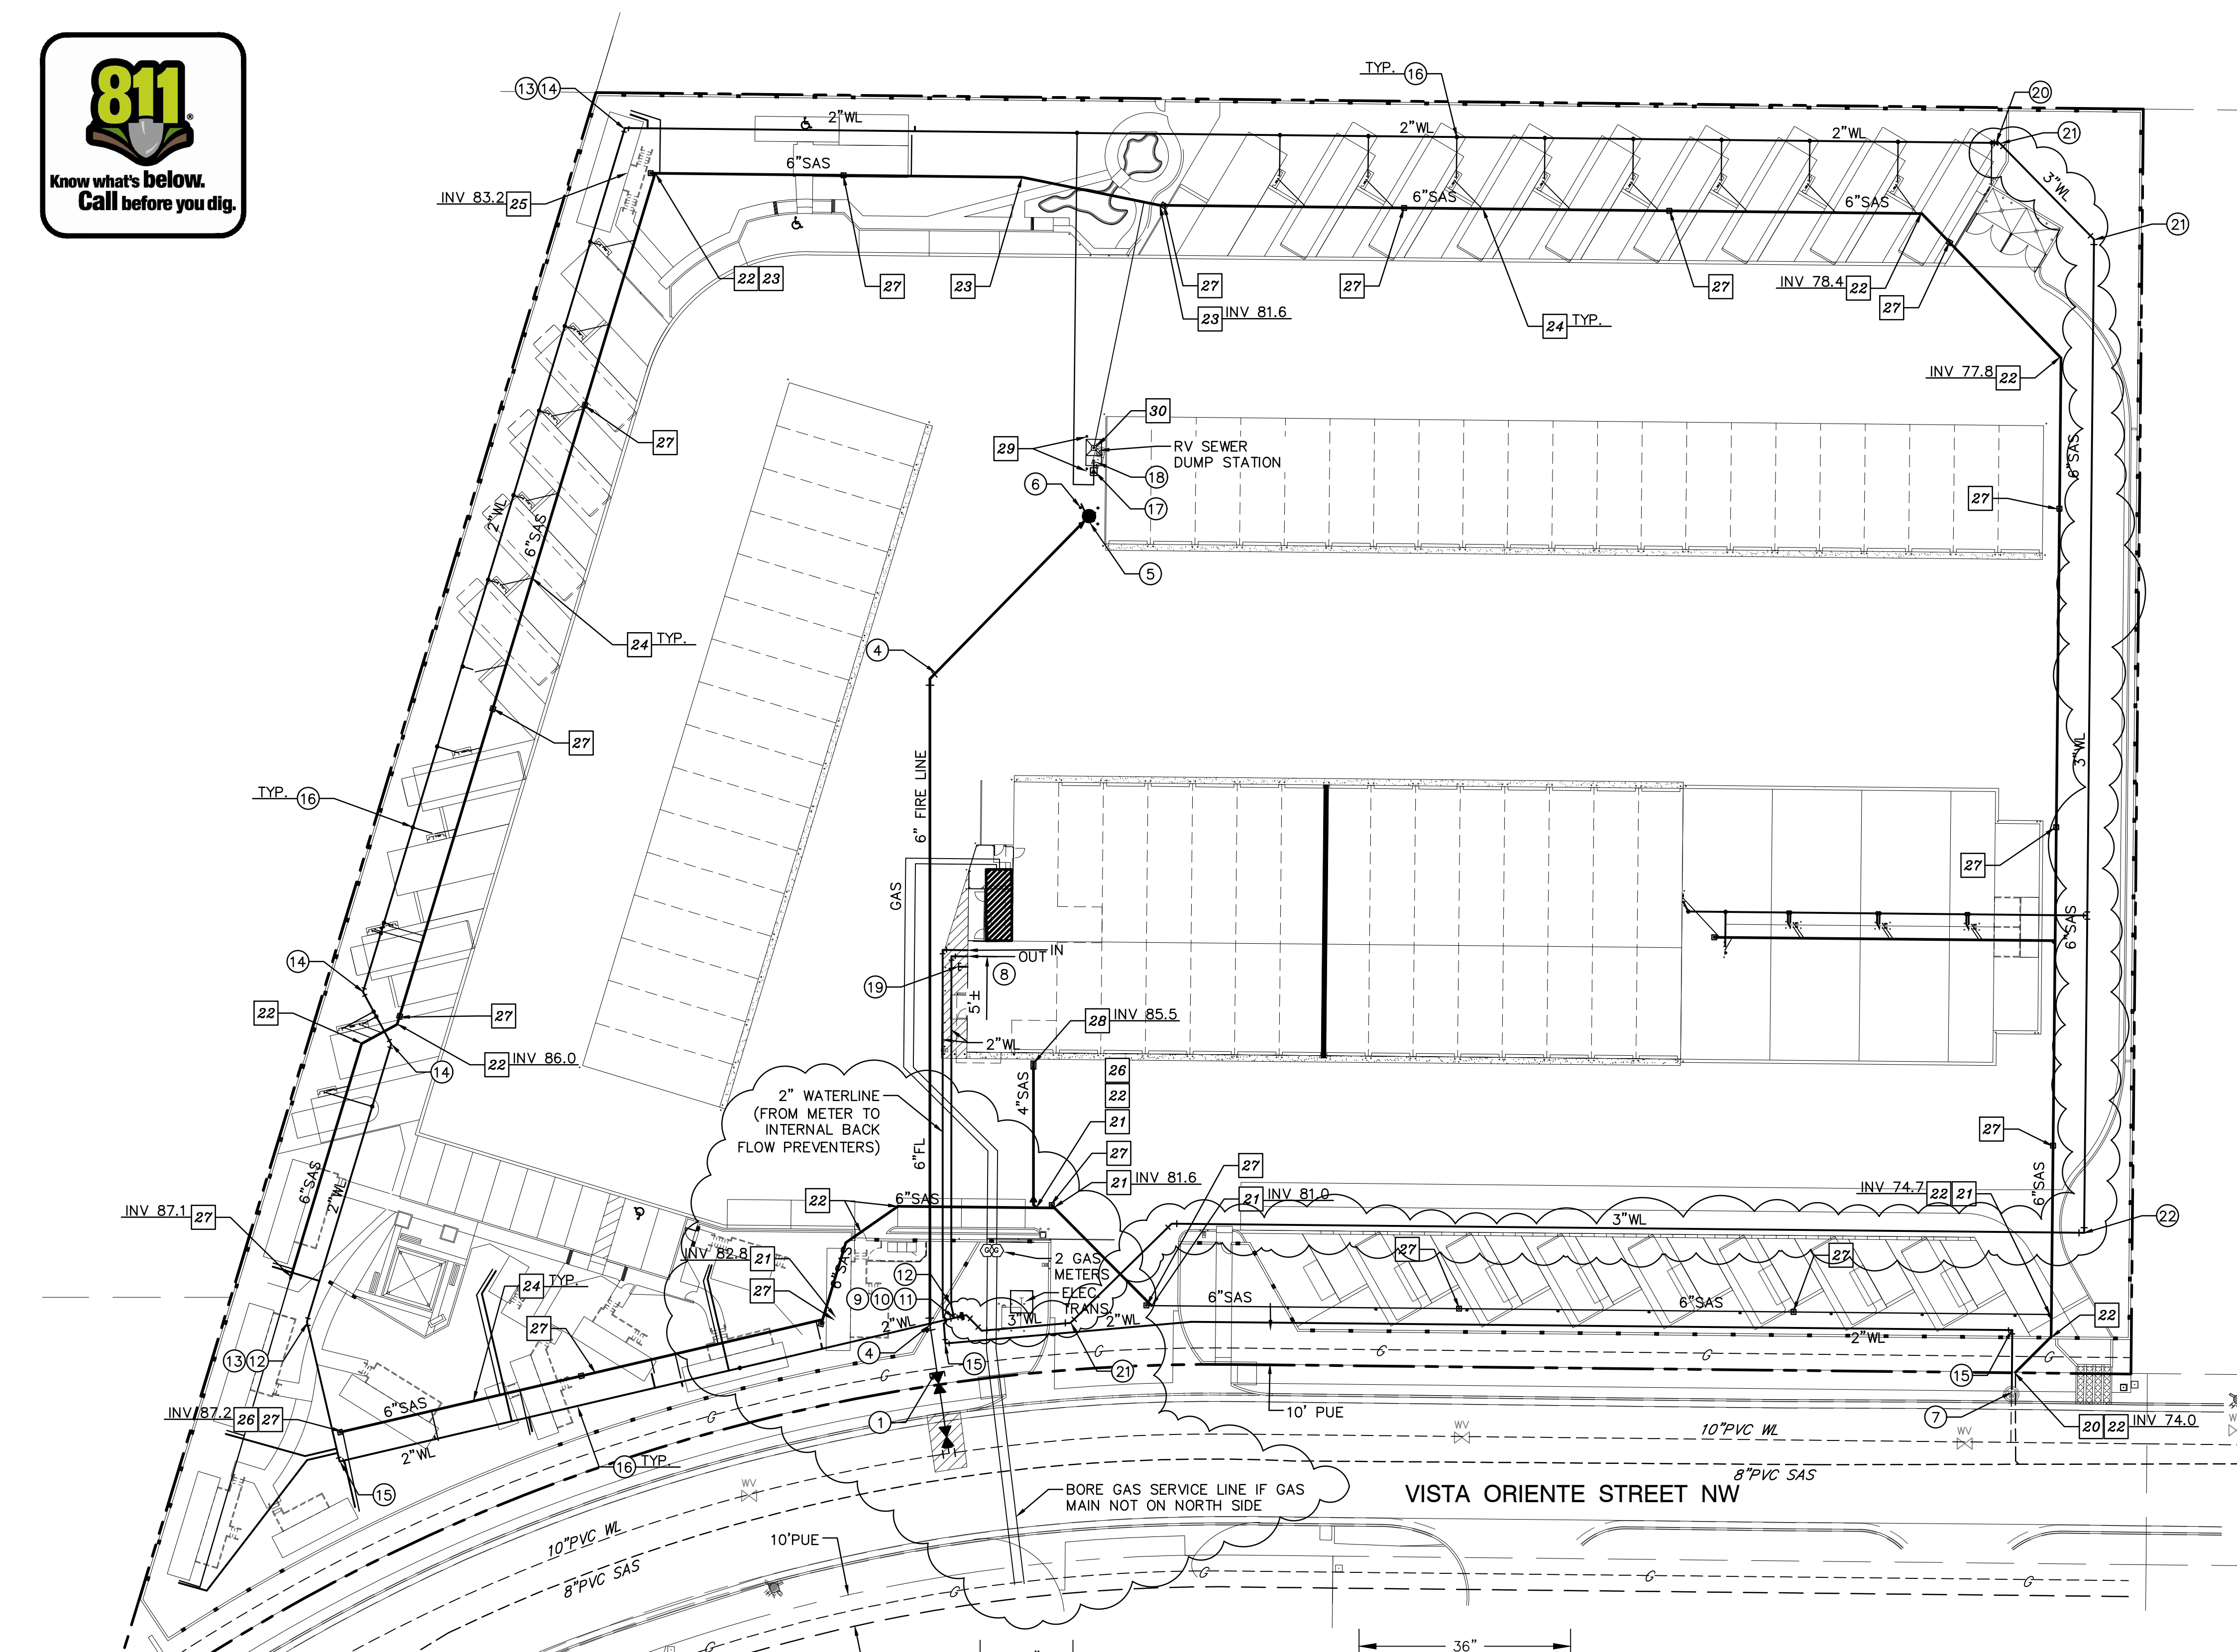 811
®
Know what's below.
Call before you dig.
TYP. 16
13 14
20
2"WL
2"WL
2"WL
21
6"SAS
3"WL
INV 83.2 25
6"SAS
6"SAS
21
22 23
27
23
27
27
27
INV 78.4 22
27
23 INV 81.6
24 TYP.
INV 77.8 22
30
27
29
RV SEWER
DUMP STATION
6"SAS
18
6
27
17
2"WL
6"SAS
5
24 TYP.
4
27
3"WL
6" FIRE LINE
TYP. 16
27
GAS
6"SAS
IN
OUT
14
8
19
5'±
22
27
28 INV 85.5
2"WL
22 INV 86.0
14
26
4"SAS
22
2" WATERLINE
(FROM METER TO
INTERNAL BACK
FLOW PREVENTERS)
21
27
6"FL
27
27
21 INV 81.6
6"SAS
6"SAS
2"WL
22
6"SAS
21 INV 81.0
INV 74.7 22 21
INV 87.1 27
3"WL
22
INV 82.8 21
27
27
2 GAS
METERS
6"SAS
12
24 TYP.
27
9 10 11
ELEC
TRANS
6"SAS
6"SAS
22
27
2"WL
3"WL
2"WL
2"WL
13 12
4
15
G
G
G
G
G
21
15
6"SAS
INV 87.2 26 27
G
1
10' PUE
7
20 22 INV 74.0
2"WL
WV
10"PVC WL
WV
16 TYP.
8"PVC SAS
15
WV
BORE GAS SERVICE LINE IF GAS
MAIN NOT ON NORTH SIDE
VISTA ORIENTE STREET NW
10"PVC WL
10'PUE
8"PVC SAS
G
G
G
G
G
36"